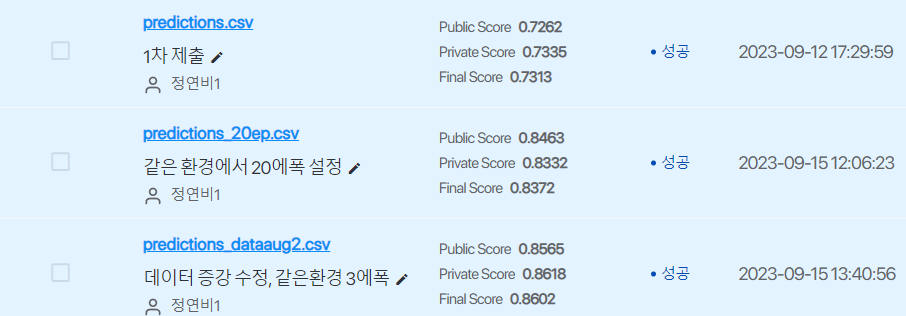 predictions.csv
1차 제출
정연비1
Public Score 0.7262
Private Score 0.7335
Final Score 0.7313
성공
2023-09-12 17:29:59
predictions_20ep.csv
같은 환경에서 20에폭 설정
정연비1
Public Score 0.8463
Private Score 0.8332
Final Score 0.8372
성공
2023-09-15 12:06:23
predictions_dataaug2.csv
데이터 증강 수정, 같은환경 3에폭
정연비1
Public Score 0.8565
Private Score 0.8618
Final Score 0.8602
성공
2023-09-15 13:40:56